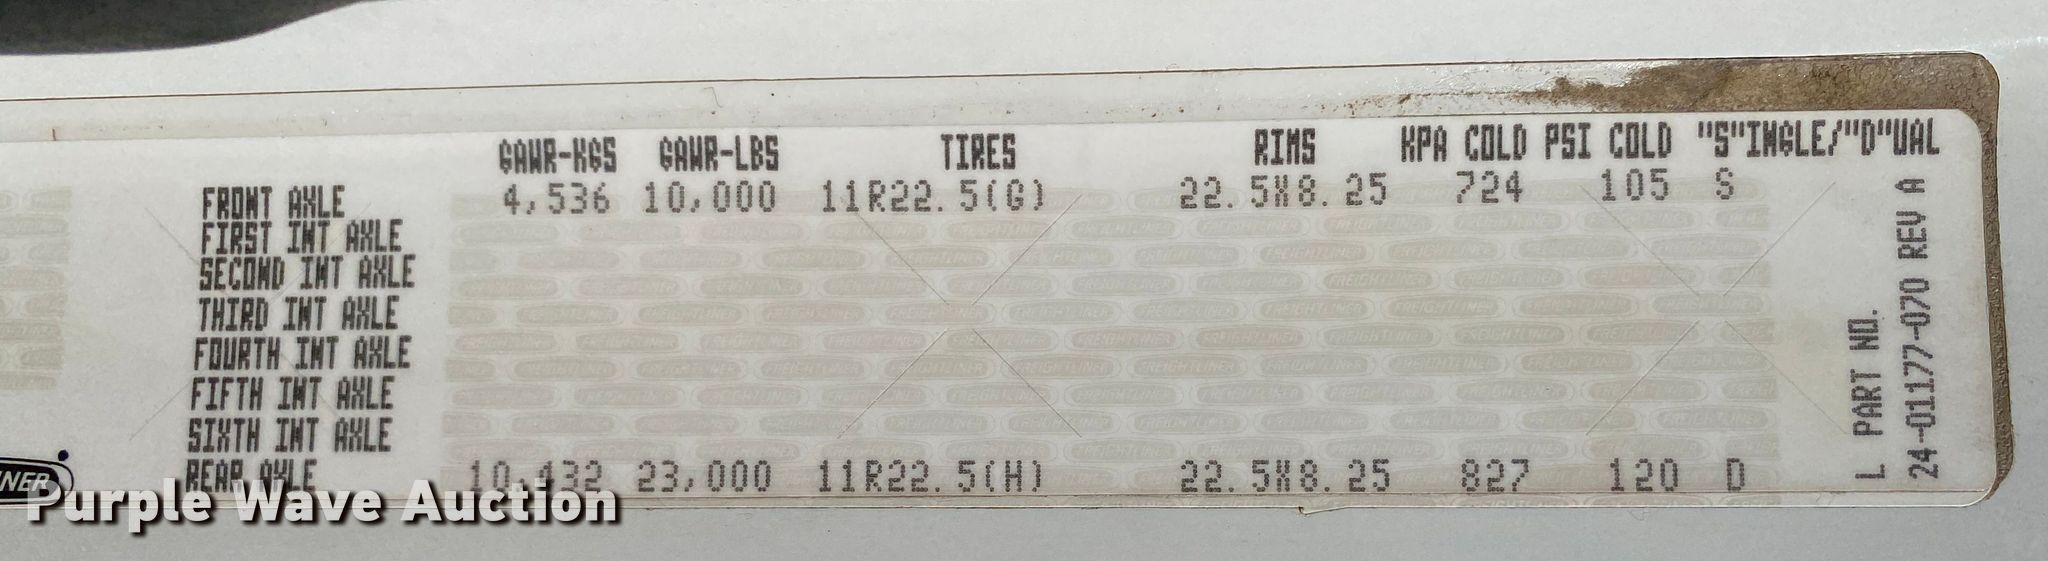 GAWR-KGS GAWR-LBS TIRES RIMS KPA COLD PSI COLD "S"INGLE/"D"UAL
FRONT AXLE 4,536 10,000 11R22.5(G) 22.5X8.25 724 105 S
FIRST INT AXLE
SECOND INT AXLE
THIRD INT AXLE
FOURTH INT AXLE
FIFTH INT AXLE
SIXTH INT AXLE
REAR AXLE 10,432 23,000 11R22.5(H) 22.5X8.25 827 120 D
L PART NO.
24-01177-070 REV A
INER
Purple Wave Auction